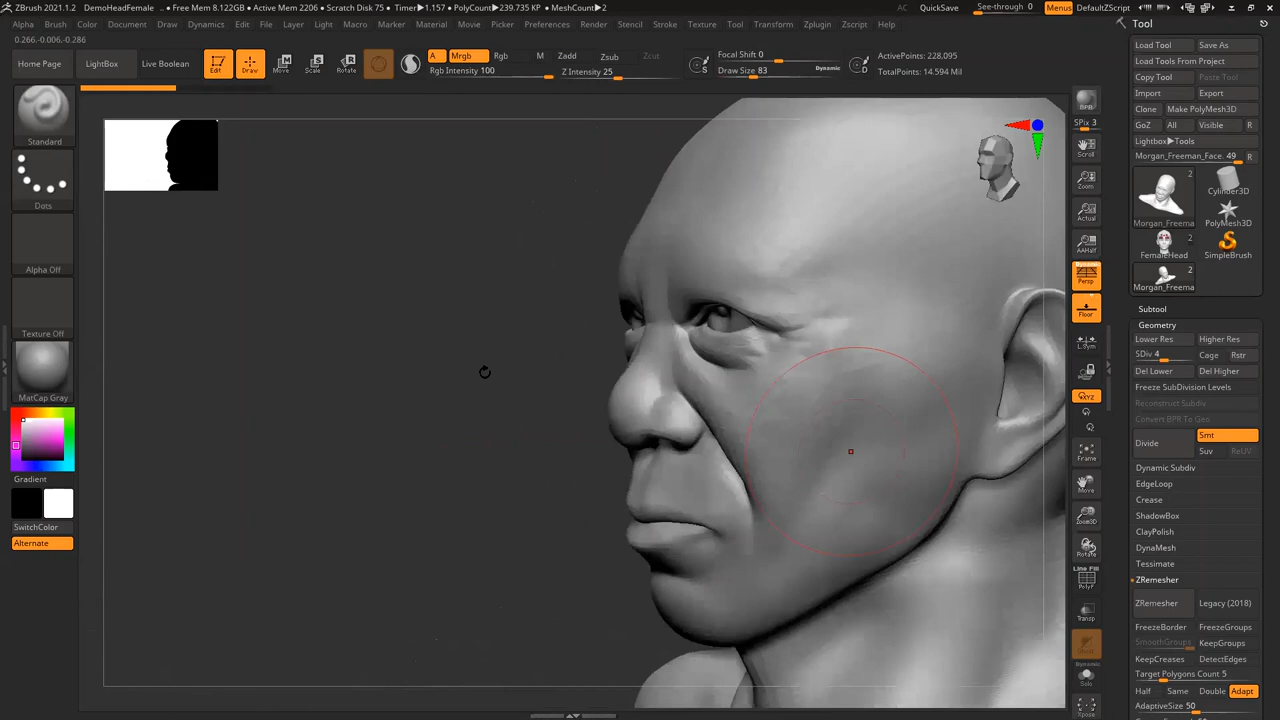 ZBrush 2021.1.2 DemoHeadFemale .. Free Mem 8.122GB • Active Mem 2206 • Scratch Disk 75 • Timer▶1.157 • PolyCount▶239.735 KP • MeshCount▶2 AC QuickSave See-through 0 Menus DefaultZScript
Alpha Brush Color Document Draw Dynamics Edit File Layer Light Macro Marker Material Movie Picker Preferences Render Stencil Stroke Texture Tool Transform Zplugin Zscript Help
0.266,-0.006,-0.286
Home Page LightBox Live Boolean Edit Draw Move Scale Rotate
A Mrgb Rgb M Zadd Zsub Zcut
Rgb Intensity 100 Z Intensity 25
S Focal Shift 0
Draw Size 83 Dynamic
D ActivePoints: 228.095
TotalPoints: 14.594 Mil
Standard
Dots
Alpha Off
Texture Off
MatCap Gray
SwitchColor
Alternate
BPR
SPix 3
Scroll
Zoom
Actual
AAHalf
Dynamic
Persp
Floor
L.Sym
XYZ
Frame
Move
Zoom3D
Rotate
Line Fill
PolyF
Transp
Dynamic
Solo
Xpose
Tool
Load Tool Save As
Load Tools From Project
Copy Tool Paste Tool
Import Export
Clone Make PolyMesh3D
GoZ All Visible R
Lightbox▶Tools
Morgan_Freeman_Face. 49 R
2
Cylinder3D
Morgan_Freema PolyMesh3D
2
FemaleHead SimpleBrush
2
Morgan_Freema
Subtool
Geometry
Lower Res Higher Res
SDiv 4 Cage Rstr
Del Lower Del Higher
Freeze SubDivision Levels
Reconstruct Subdiv
Convert BPR To Geo
Divide Smt
Suv ReUV
Dynamic Subdiv
EdgeLoop
Crease
ShadowBox
ClayPolish
DynaMesh
Tessimate
ZRemesher
ZRemesher Legacy (2018)
FreezeBorder FreezeGroups
SmoothGroups KeepGroups
KeepCreases DetectEdges
Target Polygons Count 5
Half Same Double Adapt
AdaptiveSize 50